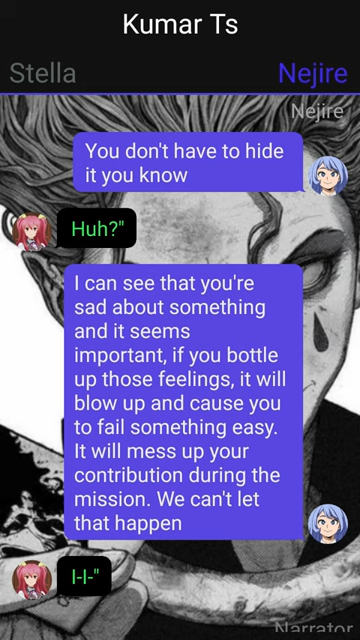 Kumar Ts
Stella
Nejire
Nejire
You don't have to hide
it you know
Huh?"
I can see that you're
sad about something
and it seems
important, if you bottle
up those feelings, it will
blow up and cause you
to fail something easy.
It will mess up your
contribution during the
mission. We can't let
that happen
I-I-"
Narrator